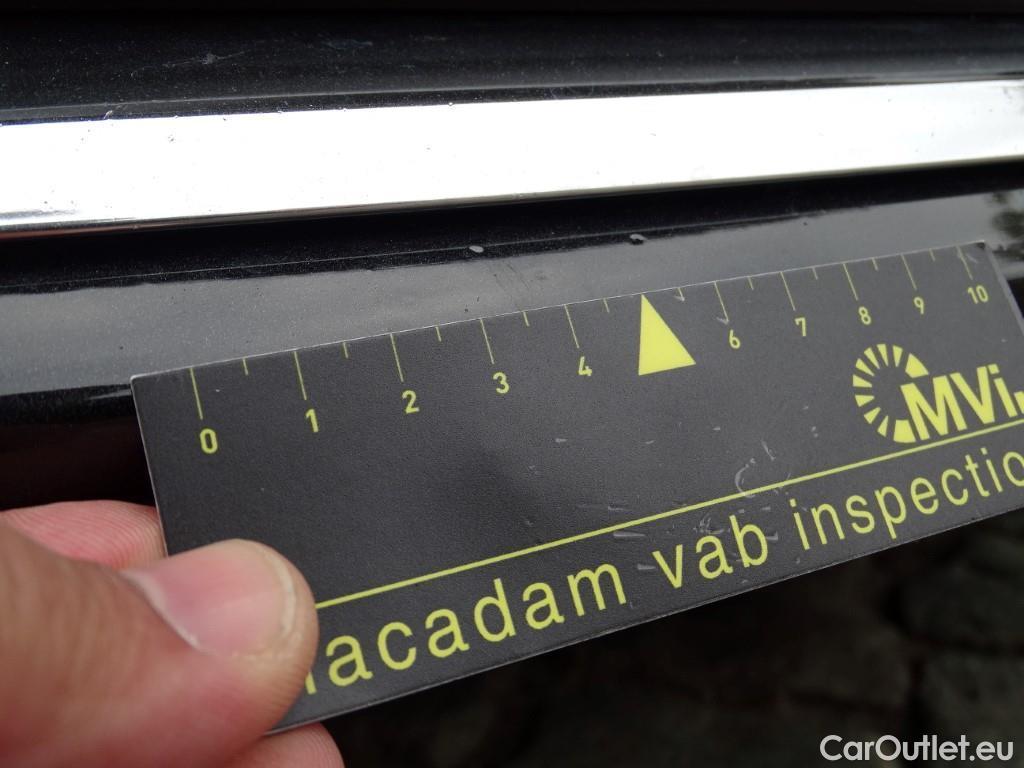 0 1 2 3 4 6 7 8 9 10
MVi
acadam vab inspectio
CarOutlet.eu